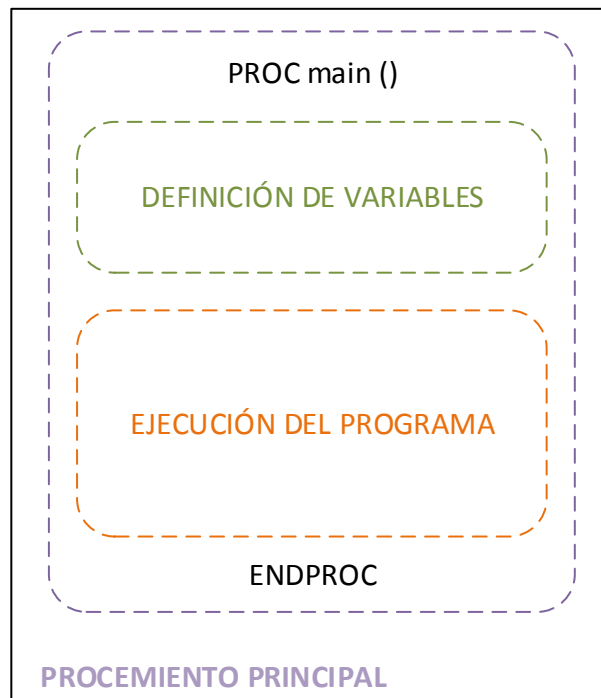 PROC main ()
DEFINICIÓN DE VARIABLES
EJECUCIÓN DEL PROGRAMA
ENDPROC
PROCEMIENTO PRINCIPAL